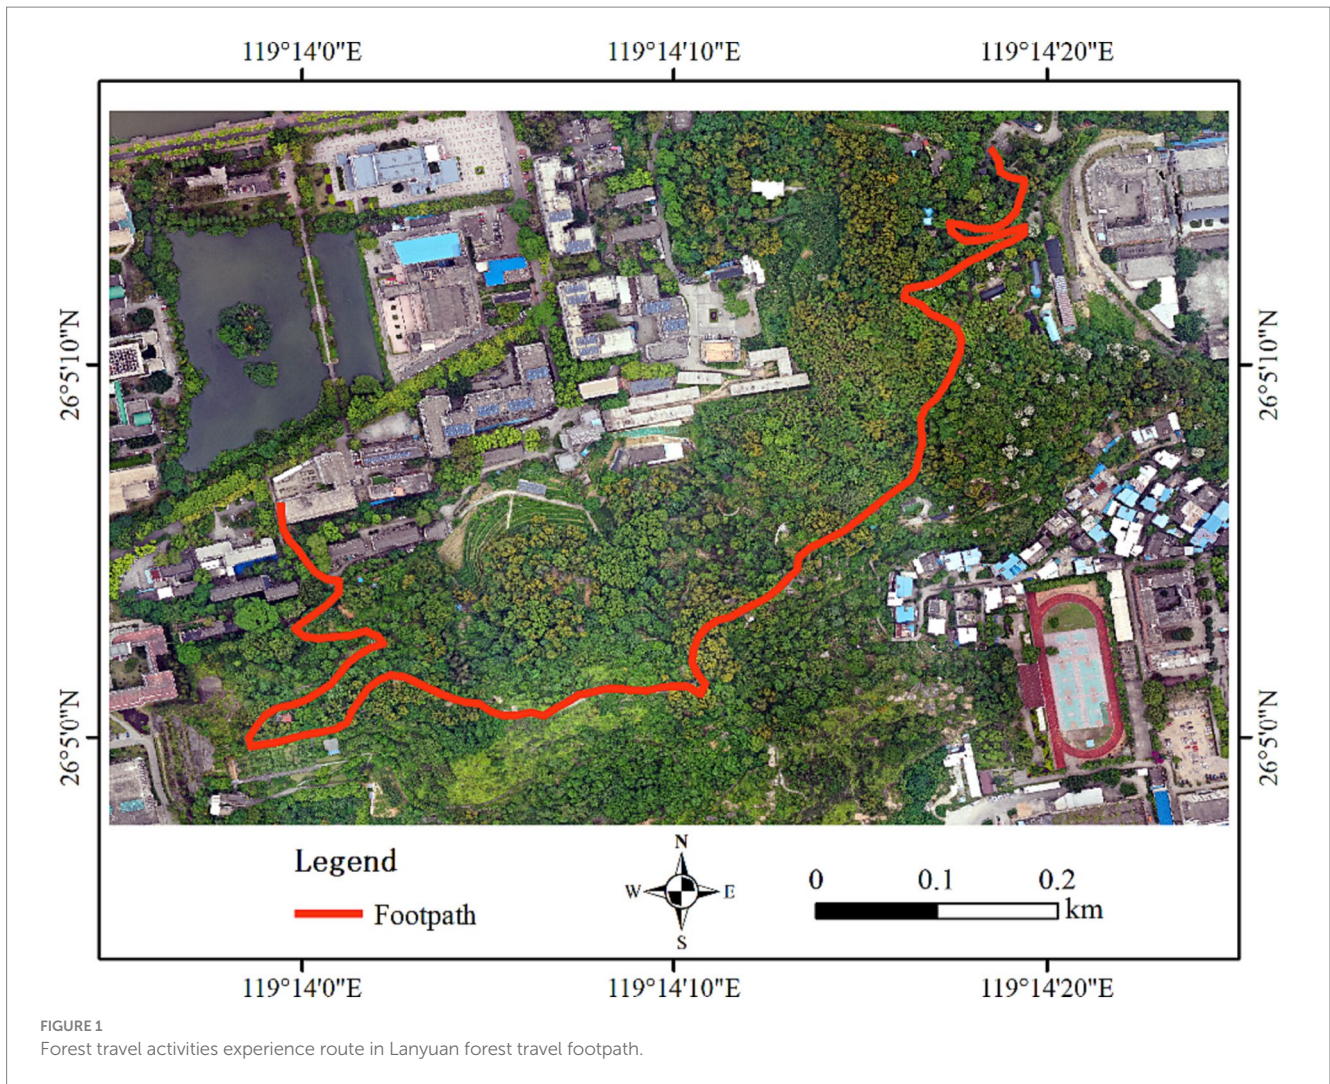 119°14'0"E 119°14'10"E 119°14'20"E
26°5'10"N 26°5'10"N
26°5'0"N 26°5'0"N
Legend
Footpath
N
W E
S
0 0.1 0.2
km
119°14'0"E 119°14'10"E 119°14'20"E
FIGURE 1
Forest travel activities experience route in Lanyuan forest travel footpath.